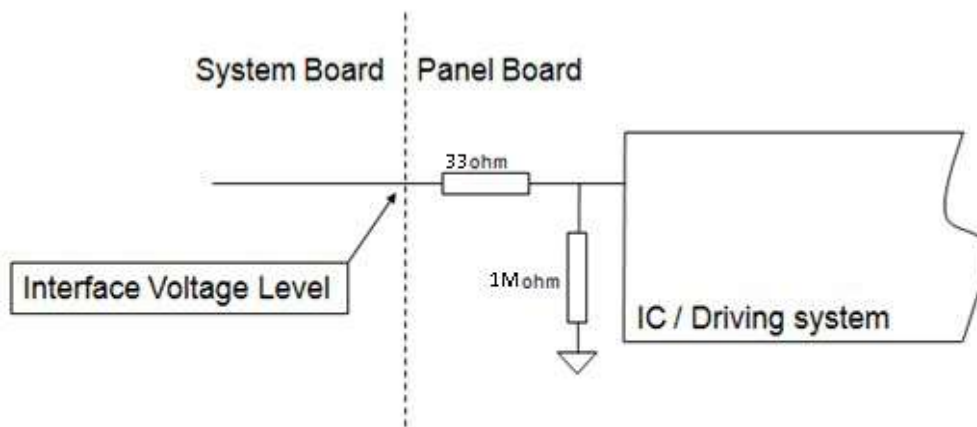 System Board
Panel Board
33ohm
1Mohm
Interface Voltage Level
IC / Driving system